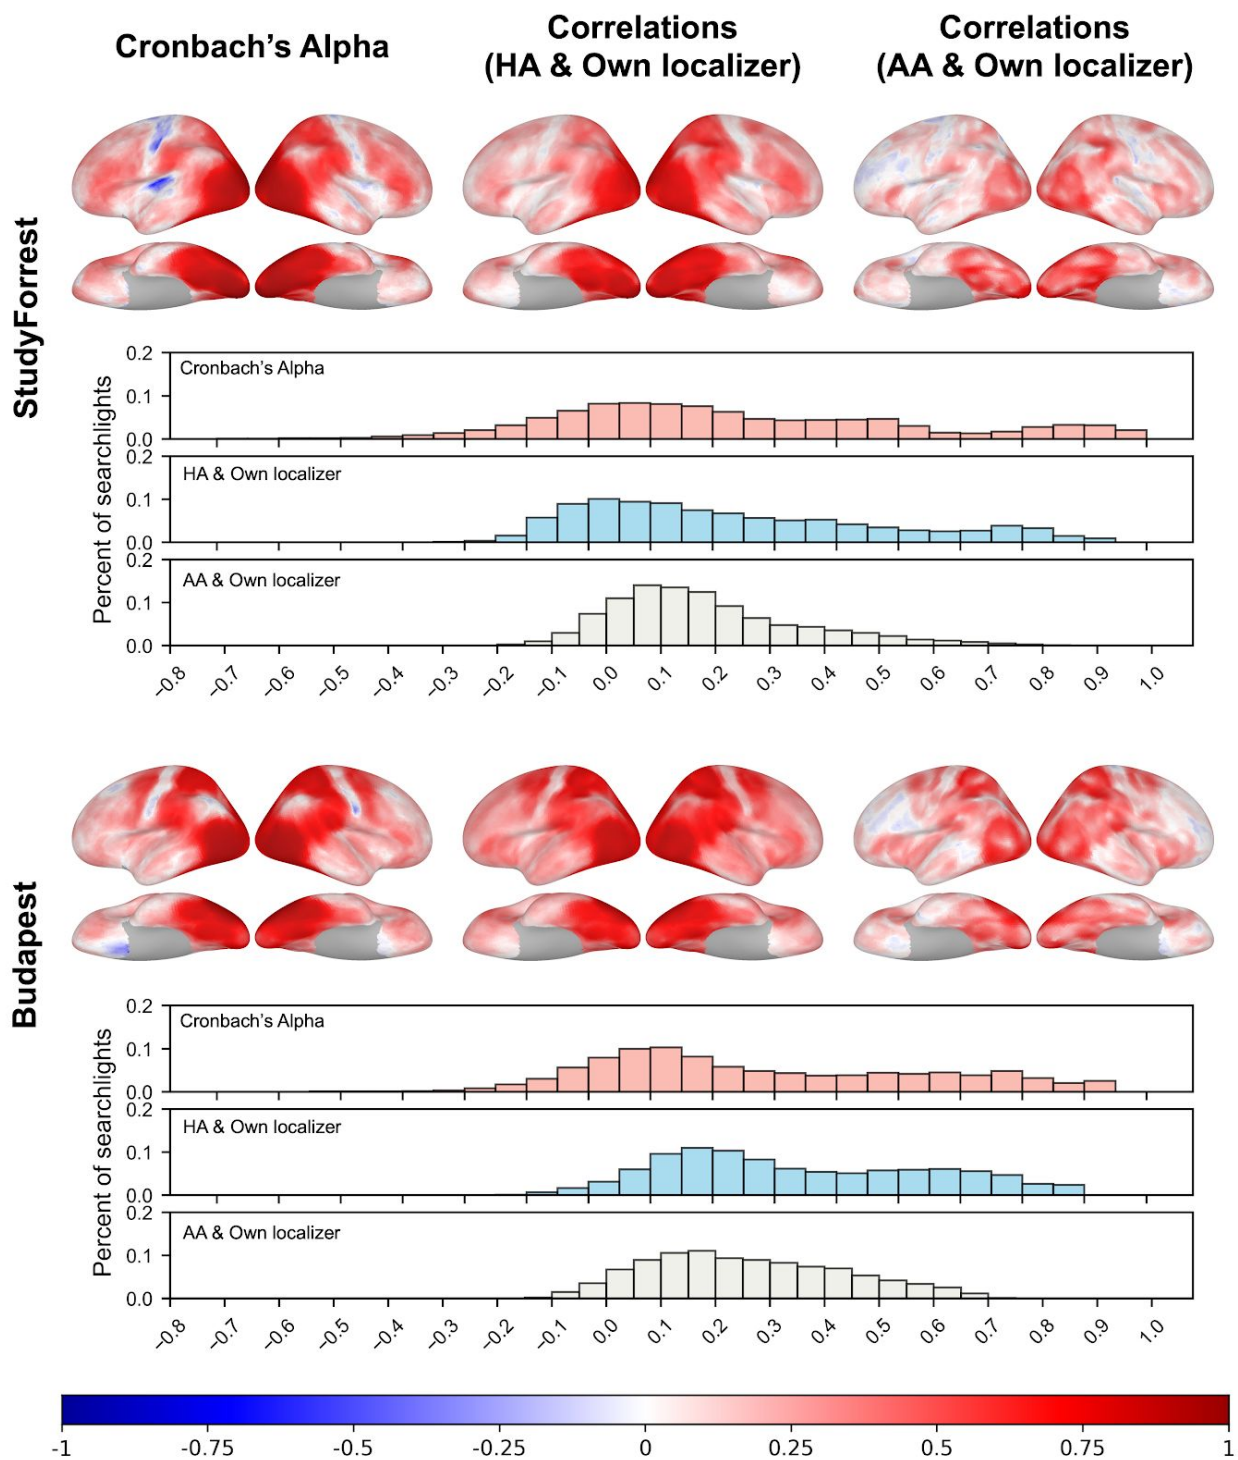 Cronbach’s Alpha
Correlations
(HA & Own localizer)
Correlations
(AA & Own localizer)
StudyForrest
Percent of searchlights
0.2
Cronbach’s Alpha
0.1
0.0
0.2
HA & Own localizer
0.1
0.0
0.2
AA & Own localizer
0.1
0.0
−0.8 −0.7 −0.6 −0.5 −0.4 −0.3 −0.2 −0.1 0.0 0.1 0.2 0.3 0.4 0.5 0.6 0.7 0.8 0.9 1.0
Budapest
Percent of searchlights
0.2
Cronbach’s Alpha
0.1
0.0
0.2
HA & Own localizer
0.1
0.0
0.2
AA & Own localizer
0.1
0.0
−0.8 −0.7 −0.6 −0.5 −0.4 −0.3 −0.2 −0.1 0.0 0.1 0.2 0.3 0.4 0.5 0.6 0.7 0.8 0.9 1.0
-1 -0.75 -0.5 -0.25 0 0.25 0.5 0.75 1